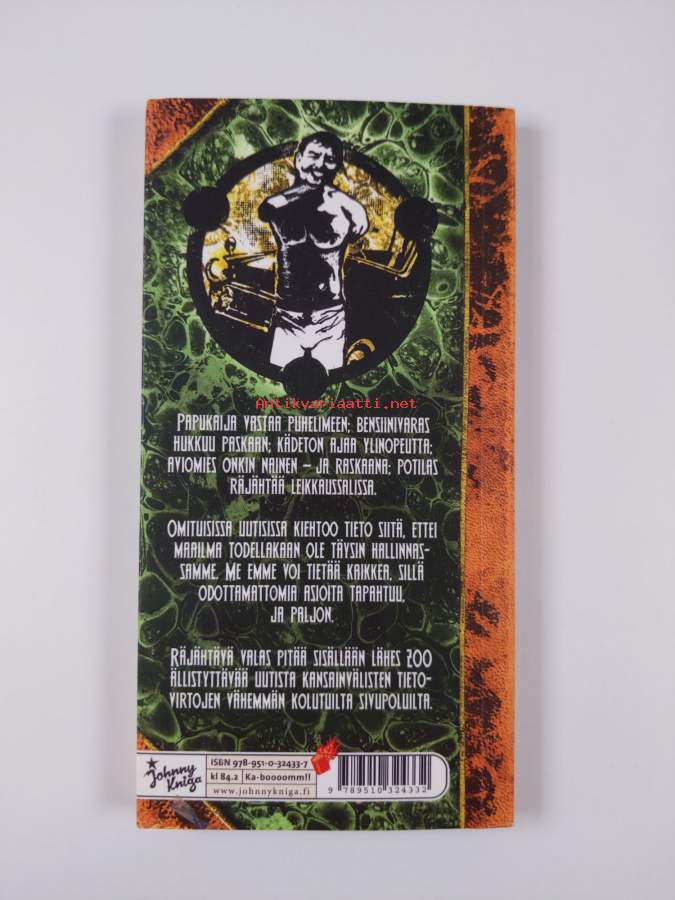 Antikvariaatti.net
Papukaija vastaa puhelimeen; bensiinivaras
hukkuu paskaan; kädetön ajaa ylinopeutta;
aviomies onkin nainen – ja raskaana; potilas
räjähtää leikkaussalissa.
Omituisissa uutisissa kiehtoo tieto siitä, ettei
maailma todellakaan ole täysin hallinnas-
samme. Me emme voi tietää kaikkea, sillä
odottamattomia asioita tapahtuu,
ja paljon.
Räjähtävä valas pitää sisällään lähes 200
ällistyttävää uutista kansainvälisten tieto-
virtojen vähemmän kolutuilta sivupoluilta.
Johnny
Kniga
ISBN 978-951-0-32433-7
kl 84.2 Ka-boooomm!!
www.johnnykniga.fi
9 789510 324332